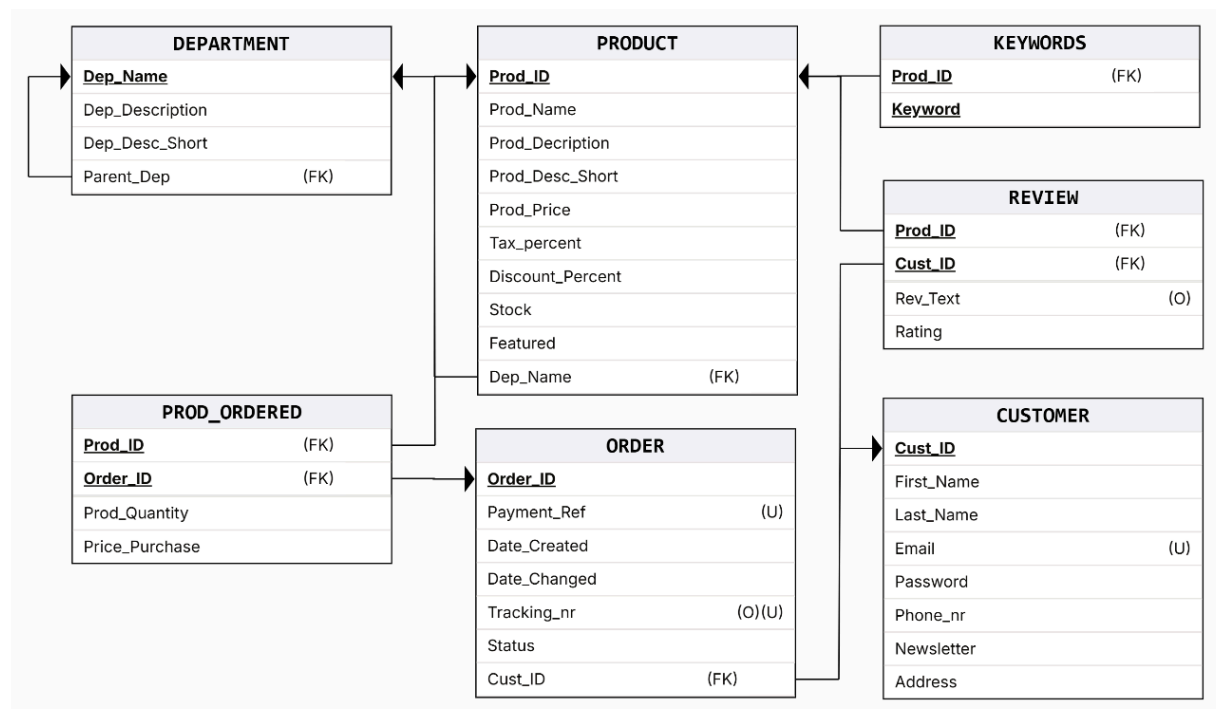 DEPARTMENT
Dep_Name
Dep_Description
Dep_Desc_Short
Parent_Dep (FK)
PRODUCT
Prod_ID
Prod_Name
Prod_Decription
Prod_Desc_Short
Prod_Price
Tax_percent
Discount_Percent
Stock
Featured
Dep_Name (FK)
KEYWORDS
Prod_ID (FK)
Keyword
REVIEW
Prod_ID (FK)
Cust_ID (FK)
Rev_Text (O)
Rating
PROD_ORDERED
Prod_ID (FK)
Order_ID (FK)
Prod_Quantity
Price_Purchase
ORDER
Order_ID
Payment_Ref (U)
Date_Created
Date_Changed
Tracking_nr (O)(U)
Status
Cust_ID (FK)
CUSTOMER
Cust_ID
First_Name
Last_Name
Email (U)
Password
Phone_nr
Newsletter
Address